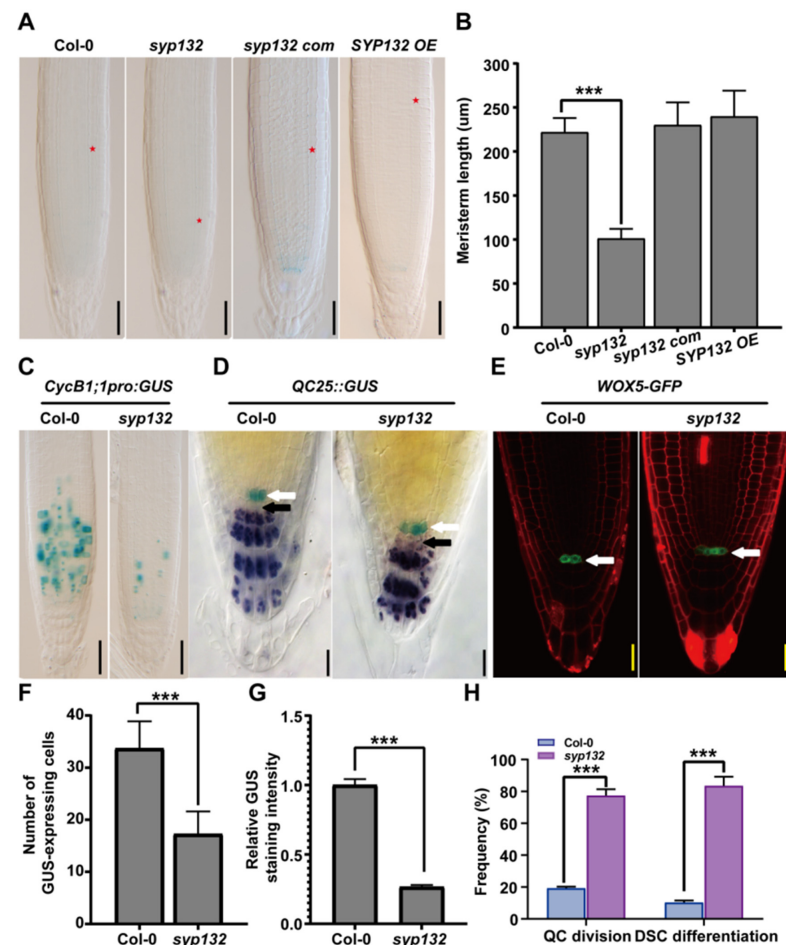 A
Col-0 syp132 syp132 com SYP132 OE
B
Meristerm length (um)
300
250
200
150
100
50
0
***
Col-0 syp132 syp132 com SYP132 OE
C
CycB1;1pro:GUS
Col-0 syp132
D
QC25::GUS
Col-0 syp132
E
WOX5-GFP
Col-0 syp132
F
Number of
GUS-expressing cells
40
30
20
10
0
***
Col-0 syp132
G
Relative GUS
staining intensity
1.5
1.0
0.5
0.0
***
Col-0 syp132
H
Col-0
syp132
Frequency (%)
100
80
60
40
20
0
*** ***
QC division DSC differentiation